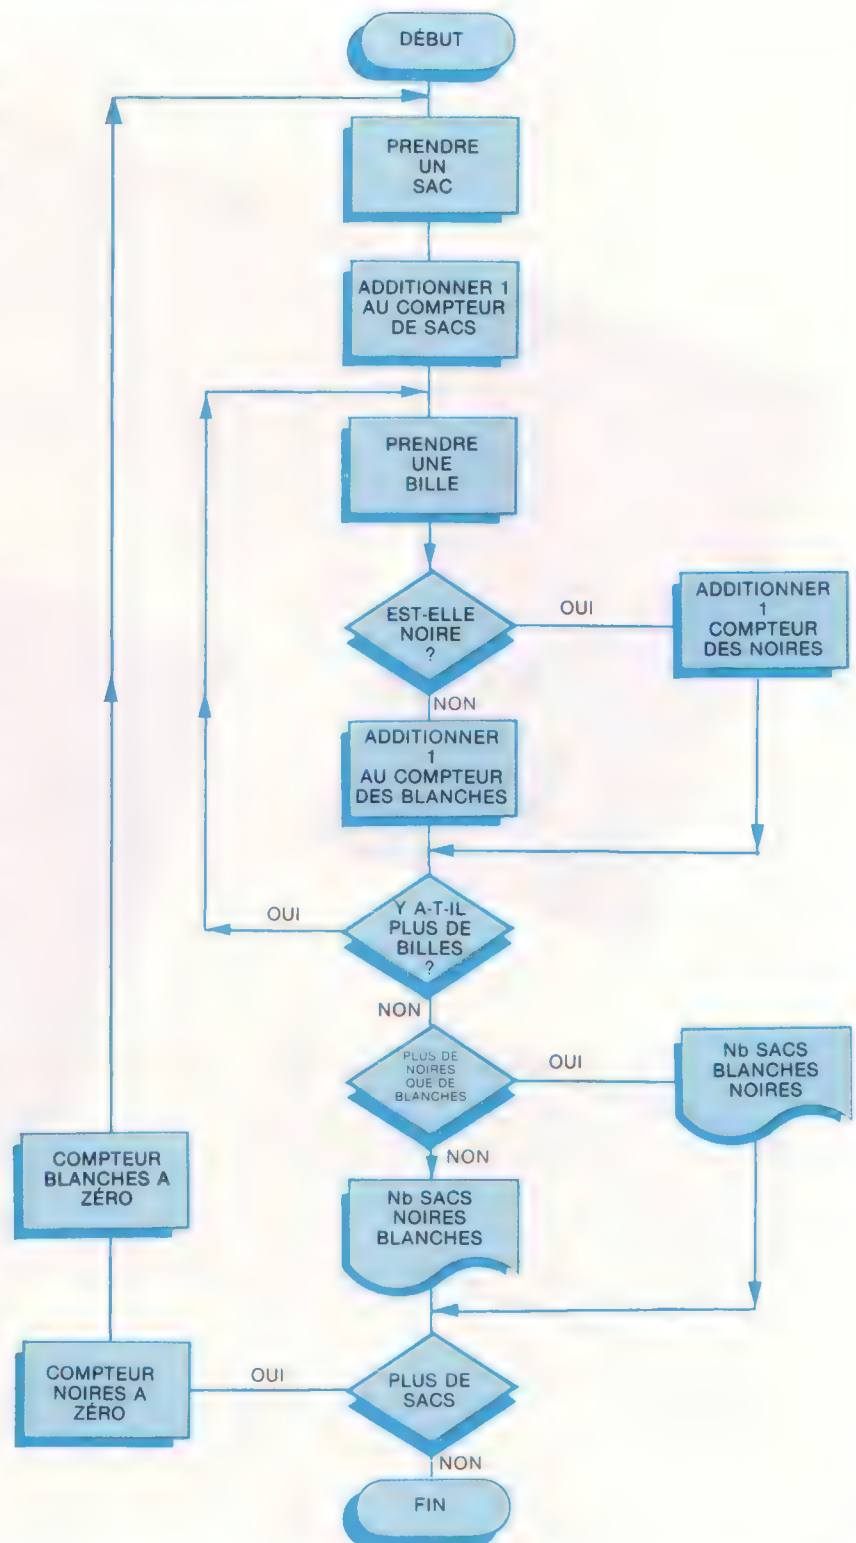 DÉBUT
PRENDRE
UN
SAC
ADDITIONNER 1
AU COMPTEUR
DE SACS
PRENDRE
UNE
BILLE
EST-ELLE
NOIRE
?
OUI
ADDITIONNER
1
COMPTEUR
DES NOIRES
NON
ADDITIONNER
1
AU COMPTEUR
DES BLANCHES
Y A-T-IL
PLUS DE
BILLES
?
OUI
NON
PLUS DE
NOIRES
QUE DE
BLANCHES
OUI
Nb SACS
BLANCHES
NOIRES
NON
Nb SACS
NOIRES
BLANCHES
PLUS DE
SACS
OUI
COMPTEUR
NOIRES A
ZÉRO
COMPTEUR
BLANCHES A
ZÉRO
NON
FIN